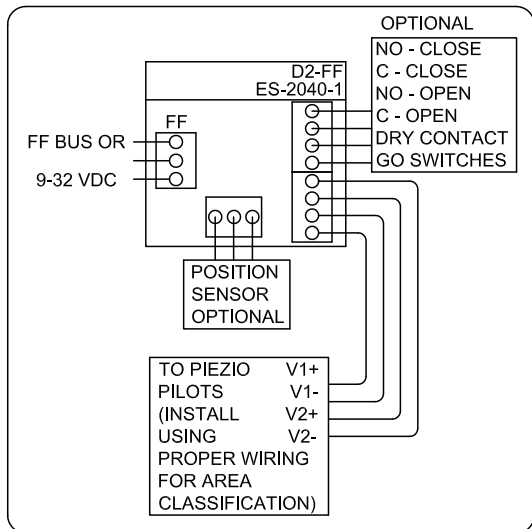 OPTIONAL
NO - CLOSE
C - CLOSE
NO - OPEN
C - OPEN
DRY CONTACT
GO SWITCHES
D2-FF
ES-2040-1
FF
FF BUS OR
9-32 VDC
POSITION
SENSOR
OPTIONAL
TO PIEZIO V1+
PILOTS V1-
(INSTALL V2+
USING V2-
PROPER WIRING
FOR AREA
CLASSIFICATION)